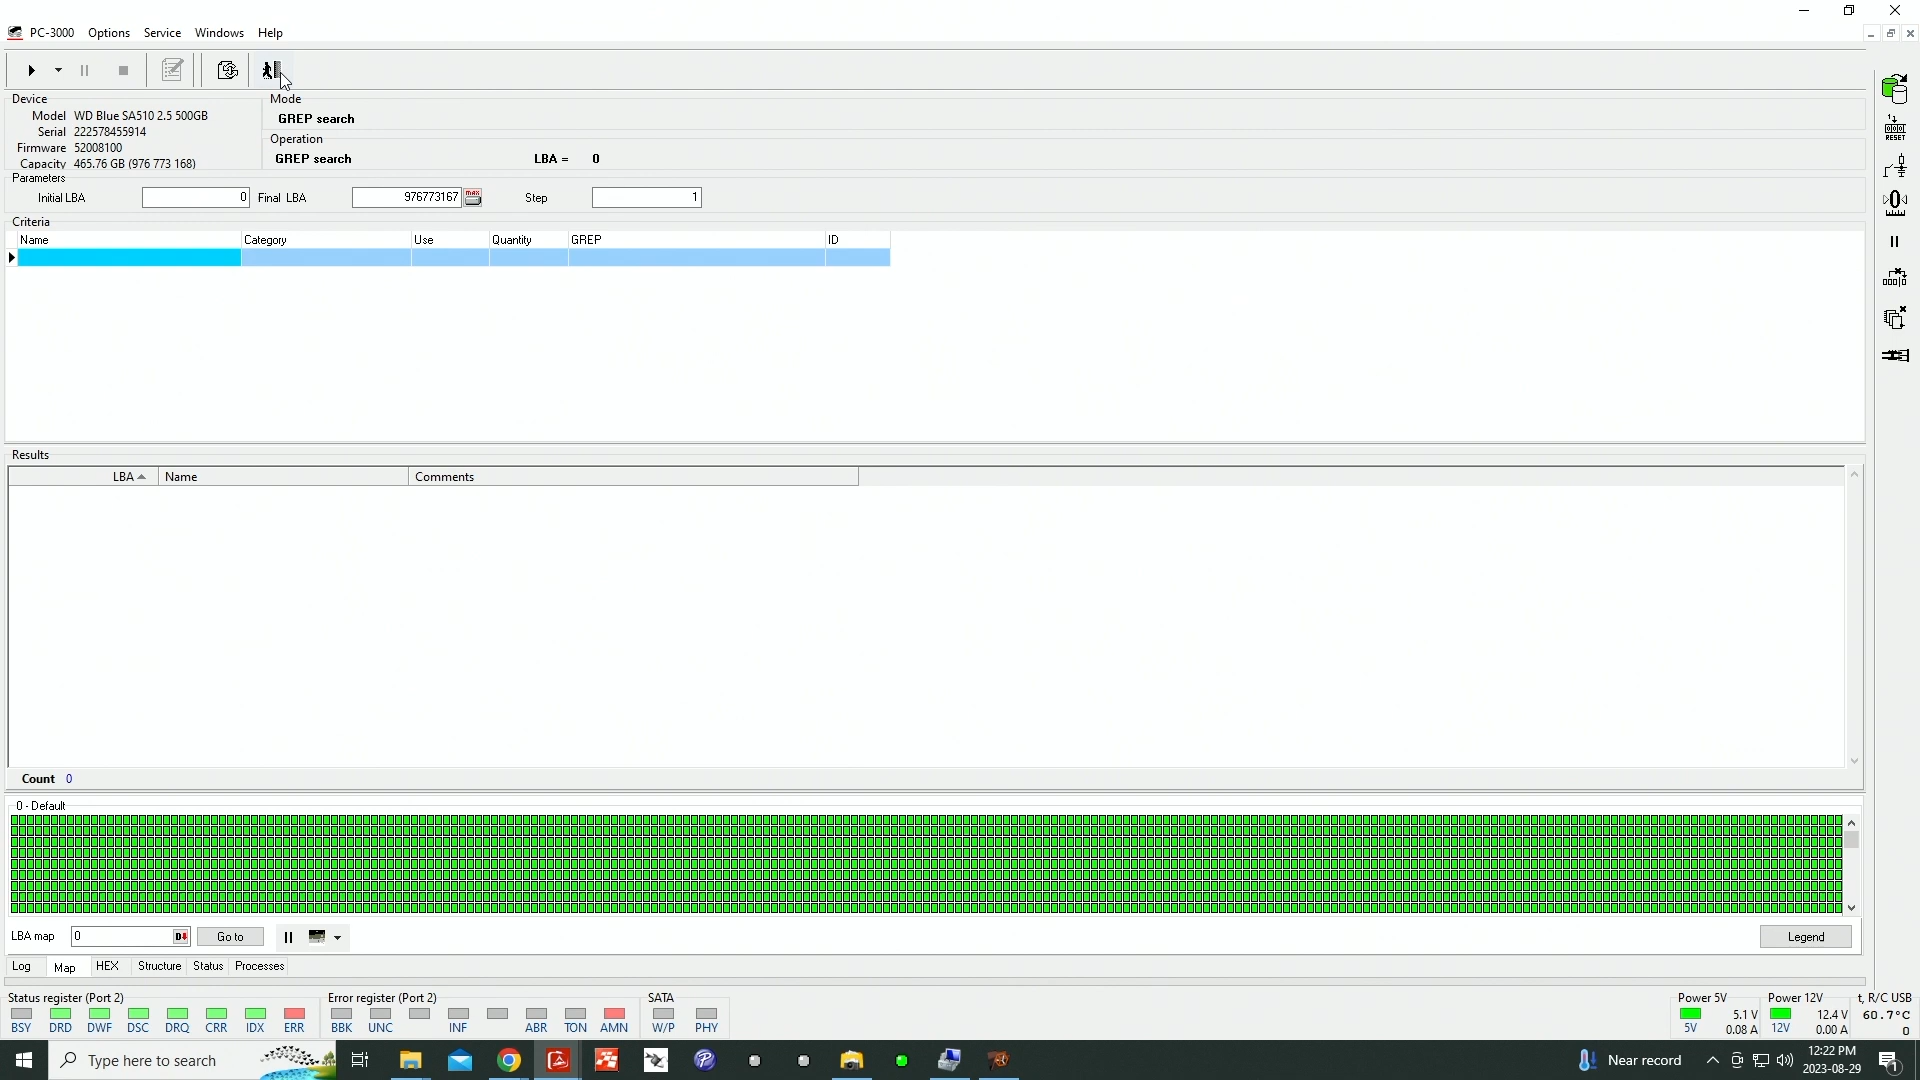 PC-3000 Options Service Windows Help
Device
Model WD Blue SA510 2.5 500GB
Serial 222578455914
Firmware 52008100
Capacity 465.76 GB (976 773 168)
Mode
GREP search
Operation
GREP search LBA = 0
Parameters
Initial LBA 0 Final LBA 976773167 max Step 1
Criteria
Name Category Use Quantity GREP ID
Results
LBA Name Comments
Count 0
0 - Default
LBA map 0 Go to Legend
Log Map HEX Structure Status Processes
Status register (Port 2) Error register (Port 2) SATA Power 5V Power 12V t, R/C USB
5.1 V 12.4 V 60.7°C
BSY DRD DWF DSC DRQ CRR IDX ERR BBK UNC INF ABR TON AMN W/P PHY 5V 0.08 A 12V 0.00 A 0
RESET
Type here to search Near record 12:22 PM
2023-08-29
1